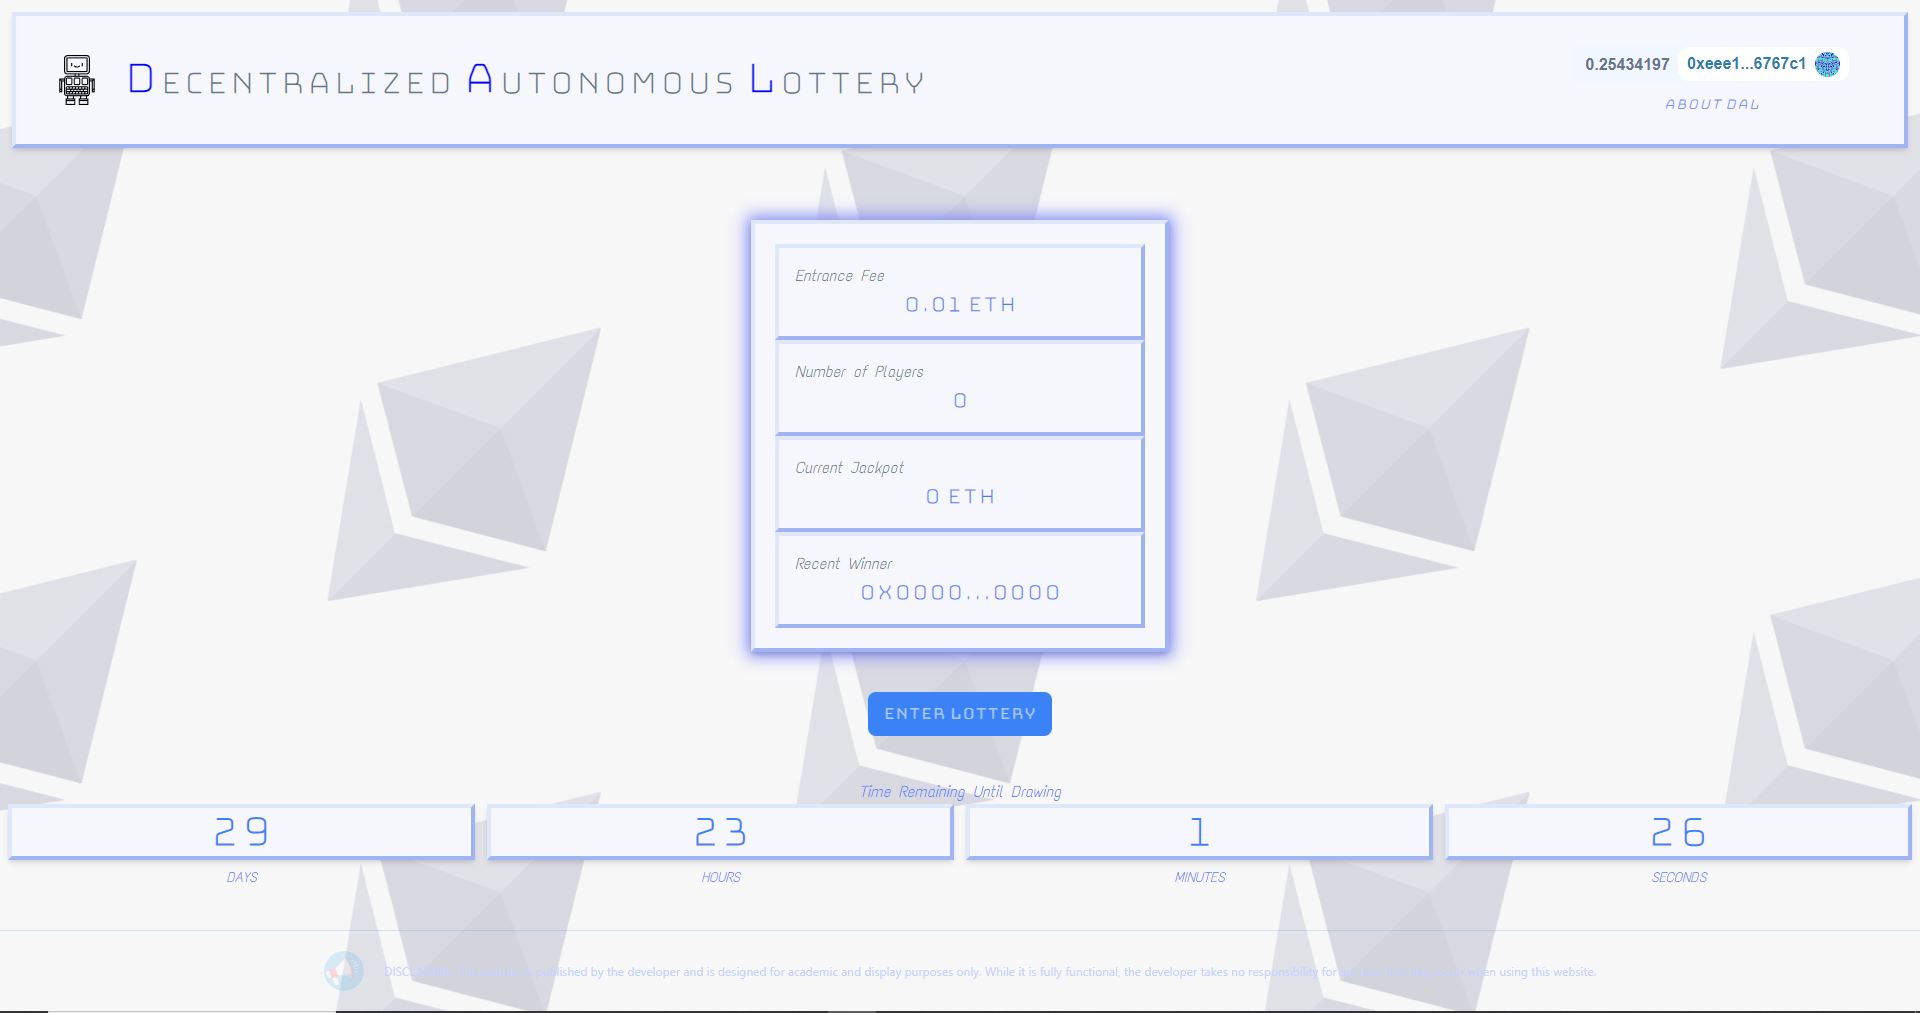 Decentralized Autonomous Lottery
0.25434197 0xeee1...6767c1
ABOUT DAL
Entrance Fee
0.01 ETH
Number of Players
0
Current Jackpot
0 ETH
Recent Winner
0X0000...0000
ENTER LOTTERY
Time Remaining Until Drawing
29 23 1 26
DAYS HOURS MINUTES SECONDS
published by the developer and is designed for academic and display purposes only. While it is fully functional, the developer takes no responsibility for when using this website.